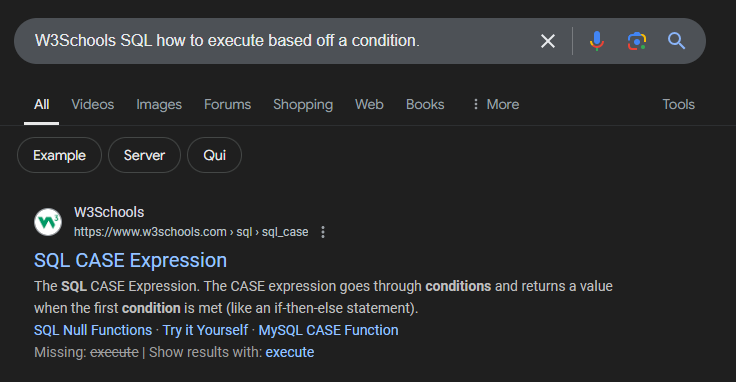 W3Schools SQL how to execute based off a condition.
All Videos Images Forums Shopping Web Books More Tools
Example Server Qui
W3Schools
https://www.w3schools.com › sql › sql_case
SQL CASE Expression
The SQL CASE Expression. The CASE expression goes through conditions and returns a value
when the first condition is met (like an if-then-else statement).
SQL Null Functions · Try it Yourself · MySQL CASE Function
Missing: execute | Show results with: execute